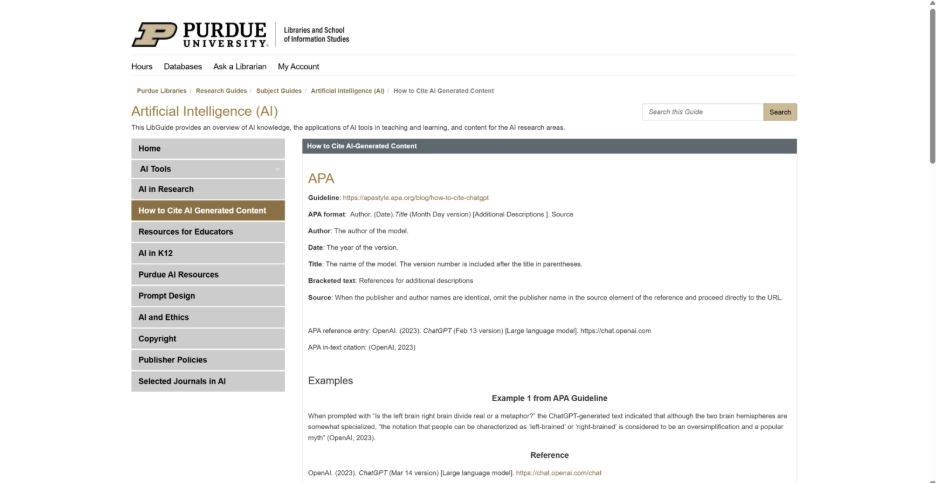 PURDUE
UNIVERSITY®
Libraries and School
of Information Studies
Hours Databases Ask a Librarian My Account
Purdue Libraries / Research Guides / Subject Guides / Artificial Intelligence (AI) / How to Cite AI Generated Content
Artificial Intelligence (AI)
Search this Guide Search
This LibGuide provides an overview of AI knowledge, the applications of AI tools in teaching and learning, and content for the AI research areas.
Home
AI Tools
AI in Research
How to Cite AI Generated Content
Resources for Educators
AI in K12
Purdue AI Resources
Prompt Design
AI and Ethics
Copyright
Publisher Policies
Selected Journals in AI
How to Cite AI-Generated Content
APA
Guideline: https://apastyle.apa.org/blog/how-to-cite-chatgpt
APA format: Author. (Date).Title (Month Day version) [Additional Descriptions ]. Source
Author: The author of the model.
Date: The year of the version.
Title: The name of the model. The version number is included after the title in parentheses.
Bracketed text: References for additional descriptions
Source: When the publisher and author names are identical, omit the publisher name in the source element of the reference and proceed directly to the URL.
APA reference entry: OpenAI. (2023). ChatGPT (Feb 13 version) [Large language model]. https://chat.openai.com
APA in-text citation: (OpenAI, 2023)
Examples
Example 1 from APA Guideline
When prompted with “Is the left brain right brain divide real or a metaphor?” the ChatGPT-generated text indicated that although the two brain hemispheres are
somewhat specialized, “the notation that people can be characterized as ‘left-brained’ or ‘right-brained’ is considered to be an oversimplification and a popular
myth” (OpenAI, 2023).
Reference
OpenAI. (2023). ChatGPT (Mar 14 version) [Large language model]. https://chat.openai.com/chat